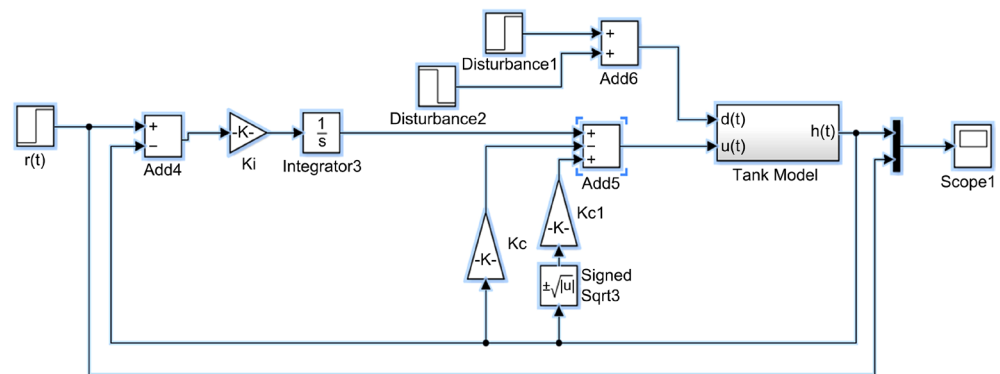 Disturbance1
+
+
Add6
Disturbance2
r(t)
+
−
Add4
-K-
Ki
1
s
Integrator3
+
−
+
Add5
d(t)
u(t)
h(t)
Tank Model
Scope1
-K-
Kc
-K-
Kc1
±√|u|
Signed
Sqrt3